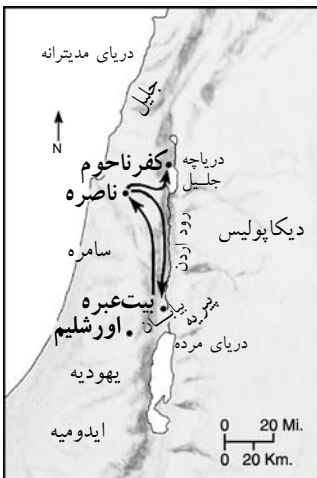 دریای مدیترانه
جلیل
N
کفرناحوم
دریاچه
جلیل
ناصره
رود اردن
دیکاپولیس
سامره
بیت‌عبره
بیابان
پیریه
اورشلیم
دریای مرده
یهودیه
ایدومیه
0 20 Mi.
0 20 Km.